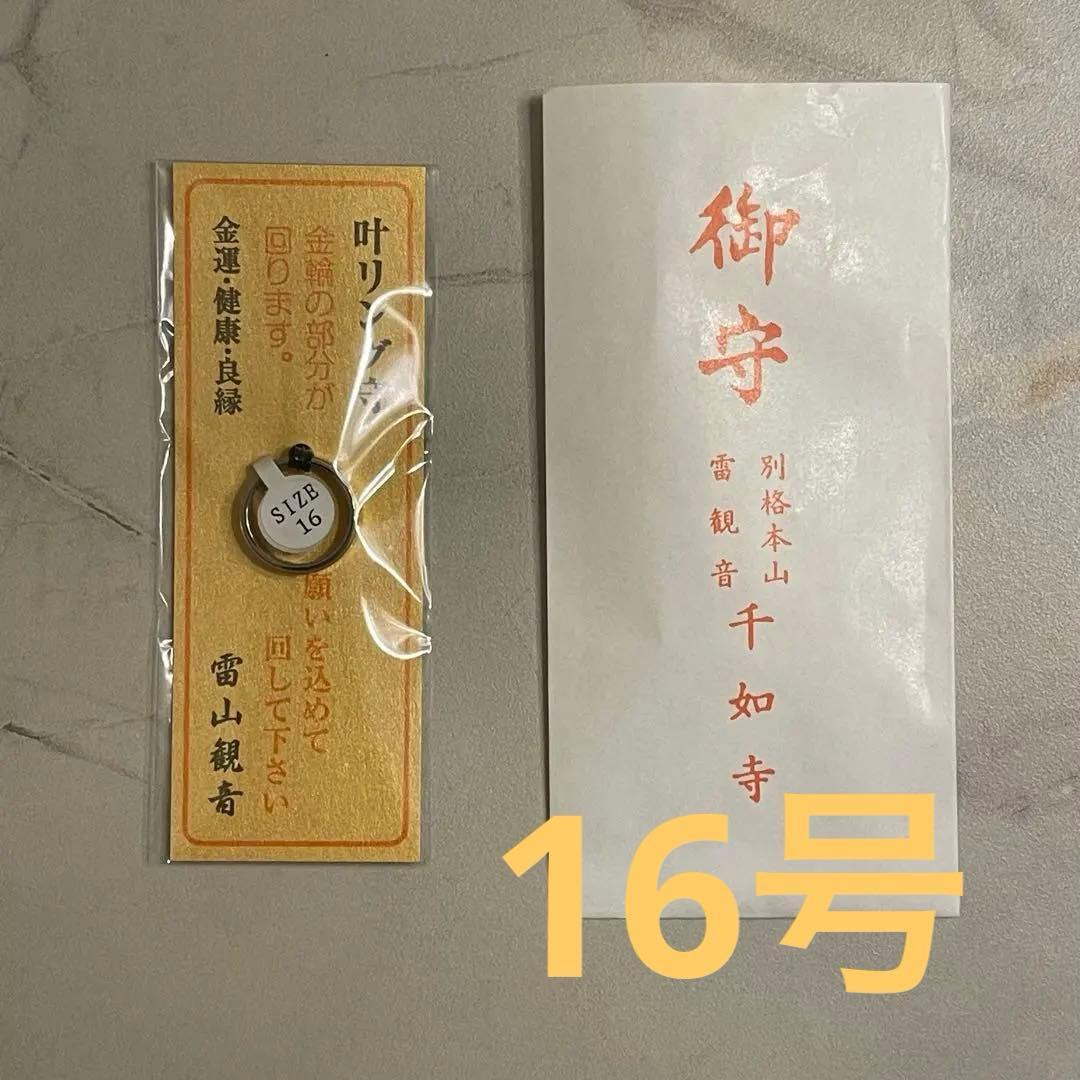 叶リング守
金輪の部分が
回ります。
願いを込めて
回して下さい
金運・健康・良縁
雷山観音
SIZE
16
御守
別格本山
雷観音
千如寺
16号